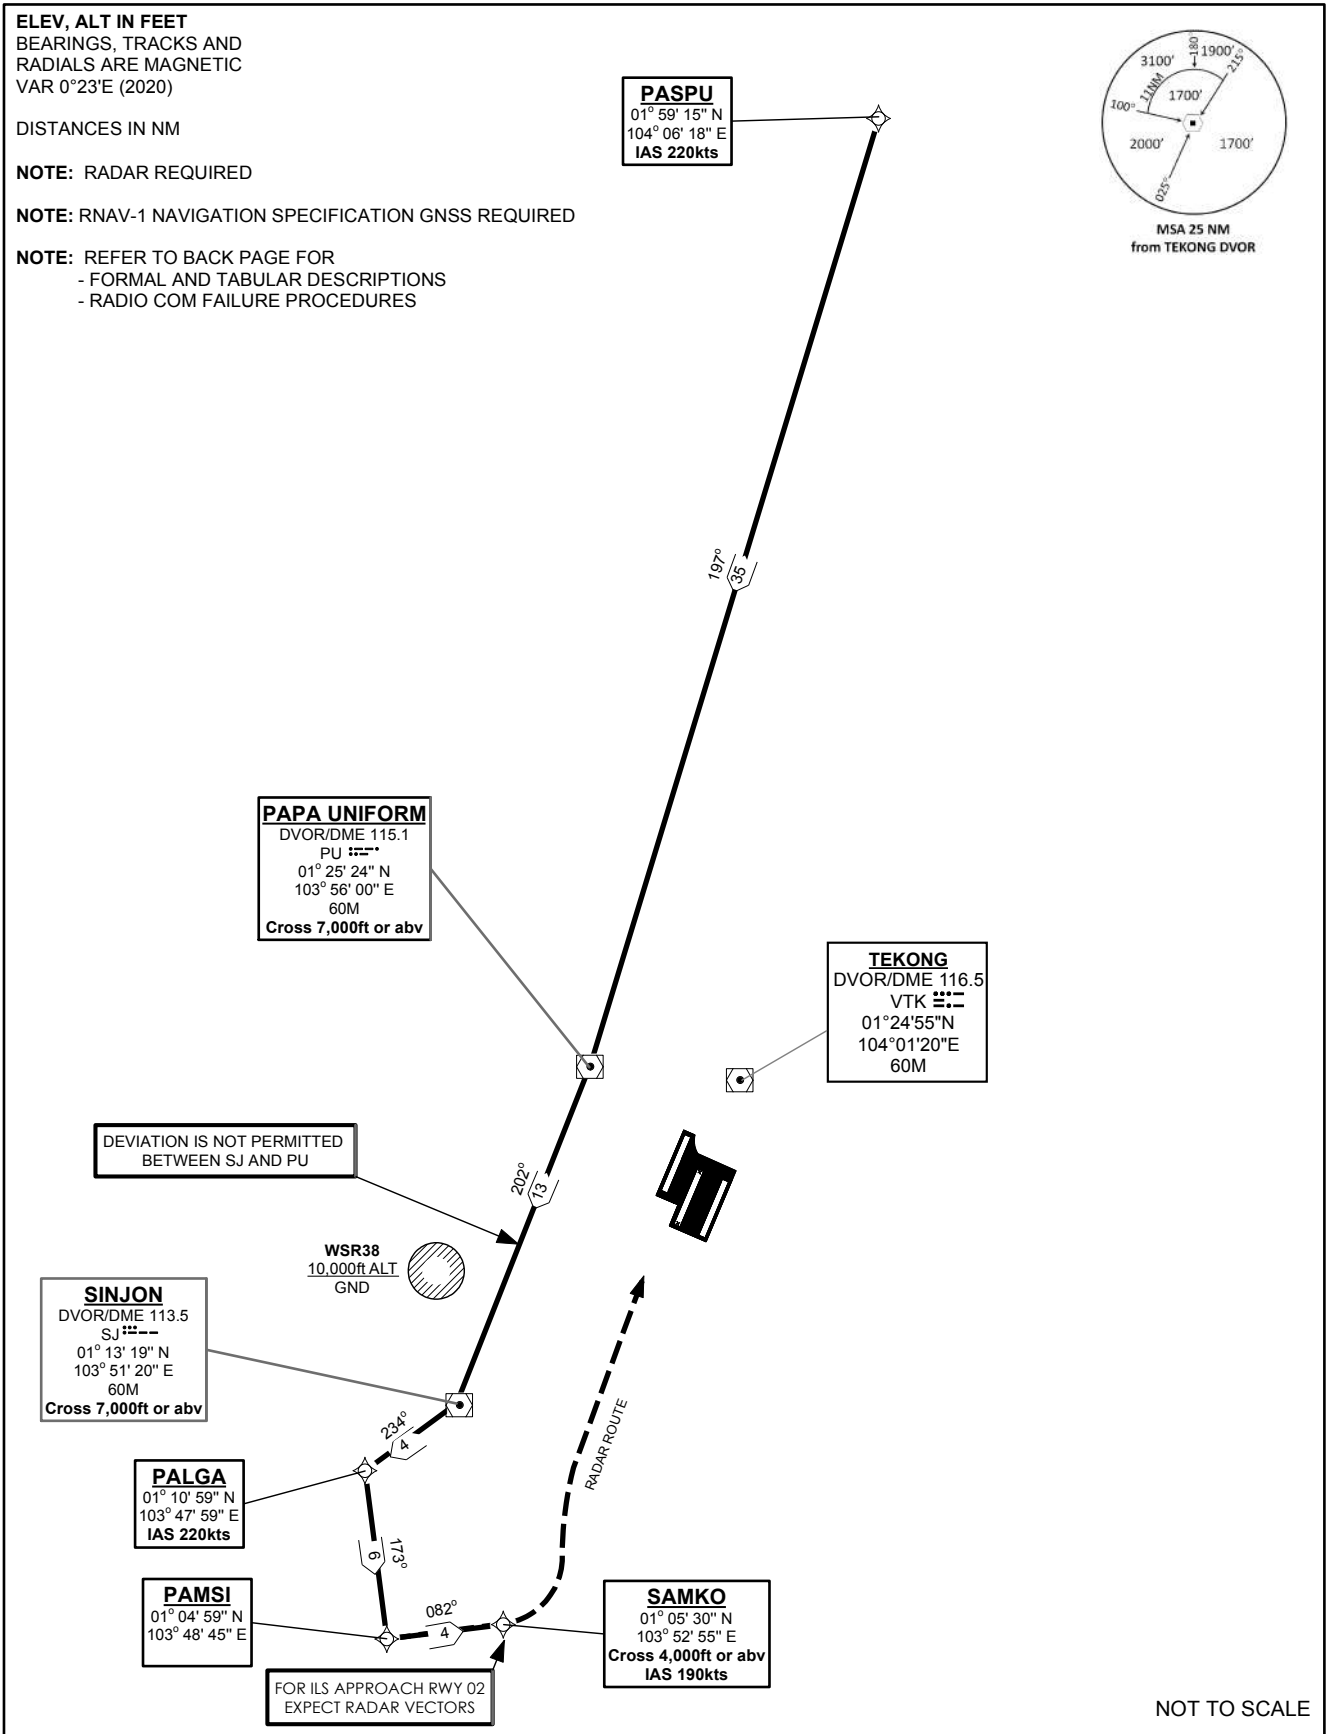 ELEV, ALT IN FEET
BEARINGS, TRACKS AND
RADIALS ARE MAGNETIC
VAR 0°23'E (2020)
DISTANCES IN NM
NOTE: RADAR REQUIRED
NOTE: RNAV-1 NAVIGATION SPECIFICATION GNSS REQUIRED
NOTE: REFER TO BACK PAGE FOR
- FORMAL AND TABULAR DESCRIPTIONS
- RADIO COM FAILURE PROCEDURES
PASPU
01° 59' 15" N
104° 06' 18" E
IAS 220kts
3100'
180°
1900'
215°
11NM
1700'
100°
2000'
1700'
025°
MSA 25 NM
from TEKONG DVOR
197°
35
PAPA UNIFORM
DVOR/DME 115.1
PU
01° 25' 24" N
103° 56' 00" E
60M
Cross 7,000ft or abv
TEKONG
DVOR/DME 116.5
VTK
01°24'55"N
104°01'20"E
60M
DEVIATION IS NOT PERMITTED
BETWEEN SJ AND PU
202°
13
WSR38
10,000ft ALT
GND
SINJON
DVOR/DME 113.5
SJ
01° 13' 19" N
103° 51' 20" E
60M
Cross 7,000ft or abv
234°
4
RADAR ROUTE
PALGA
01° 10' 59" N
103° 47' 59" E
IAS 220kts
173°
6
PAMSI
01° 04' 59" N
103° 48' 45" E
082°
4
SAMKO
01° 05' 30" N
103° 52' 55" E
Cross 4,000ft or abv
IAS 190kts
FOR ILS APPROACH RWY 02
EXPECT RADAR VECTORS
NOT TO SCALE